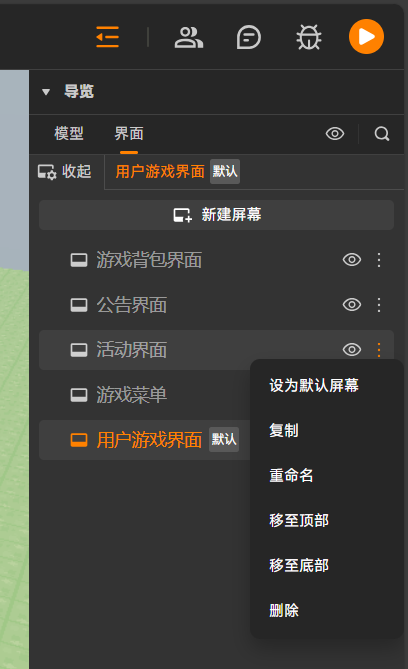 导览
模型 界面
收起 用户游戏界面 默认
新建屏幕
游戏背包界面
公告界面
活动界面
设为默认屏幕
游戏菜单
复制
用户游戏界面 默认
重命名
移至顶部
移至底部
删除